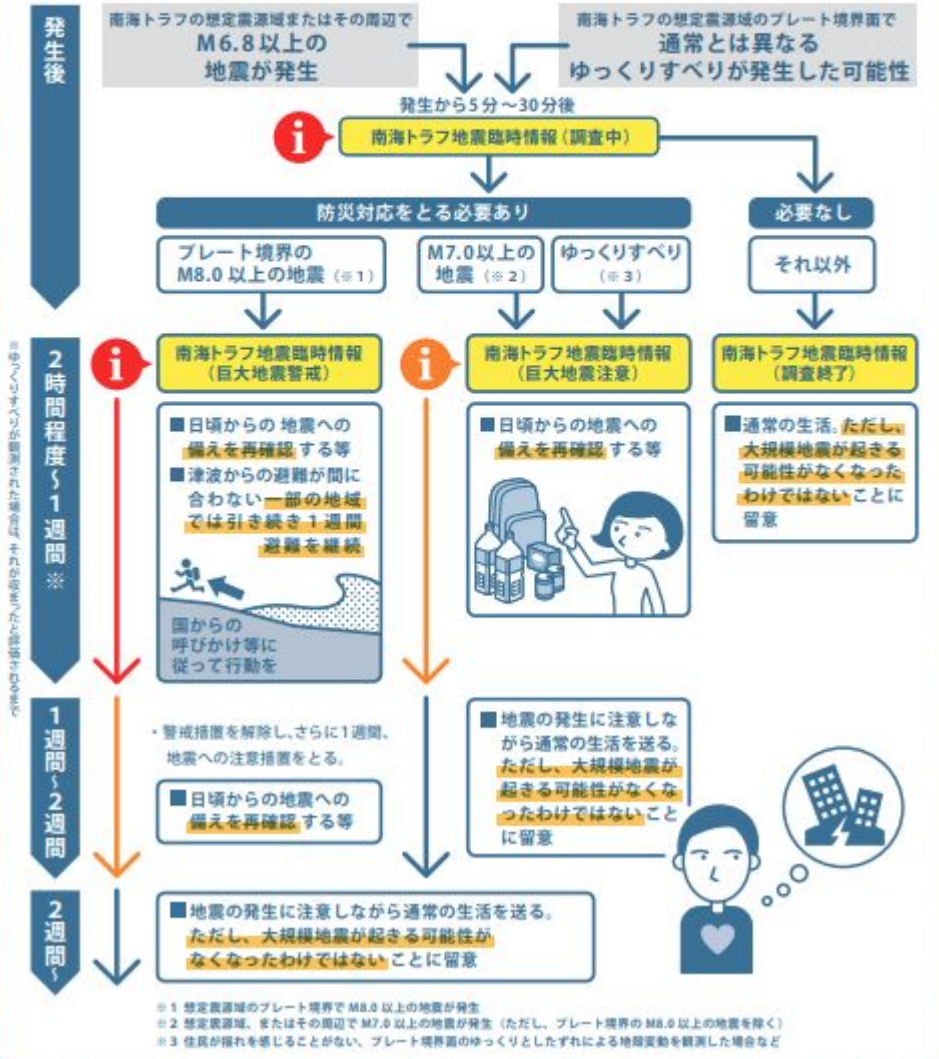 発生後
南海トラフの想定震源域またはその周辺で
M6.8以上の
地震が発生
南海トラフの想定震源域のプレート境界面で
通常とは異なる
ゆっくりすべりが発生した可能性
発生から5分～30分後
i
南海トラフ地震臨時情報（調査中）
防災対応をとる必要あり
必要なし
プレート境界の
M8.0以上の地震（※1）
M7.0以上の
地震（※2）
ゆっくりすべり
（※3）
それ以外
2時間程度～1週間※
※ゆっくりすべりが観測された場合は、それが収まったと評価されるまで
i
南海トラフ地震臨時情報
（巨大地震警戒）
i
南海トラフ地震臨時情報
（巨大地震注意）
南海トラフ地震臨時情報
（調査終了）
■日頃からの 地震への
備えを再確認 する等
■津波からの避難が間に
合わない一部の地域
では引き続き1週間
避難を継続
国からの
呼びかけ等に
従って行動を
■日頃からの地震への
備えを再確認 する等
■通常の生活。ただし、
大規模地震が起きる
可能性がなくなった
わけではないことに
留意
1週間～2週間
・警戒措置を解除し、さらに1週間、
地震への注意措置をとる。
■日頃からの地震への
備えを再確認 する等
■地震の発生に注意しな
がら通常の生活を送る。
ただし、大規模地震が
起きる可能性がなくな
ったわけではないこと
に留意
2週間～
■地震の発生に注意しながら通常の生活を送る。
ただし、大規模地震が起きる可能性が
なくなったわけではないことに留意
※1 想定震源域のプレート境界でM8.0以上の地震が発生
※2 想定震源域、またはその周辺でM7.0以上の地震が発生（ただし、プレート境界のM8.0以上の地震を除く）
※3 住民が揺れを感じることがない、プレート境界面のゆっくりとしたずれによる地殻変動を観測した場合など